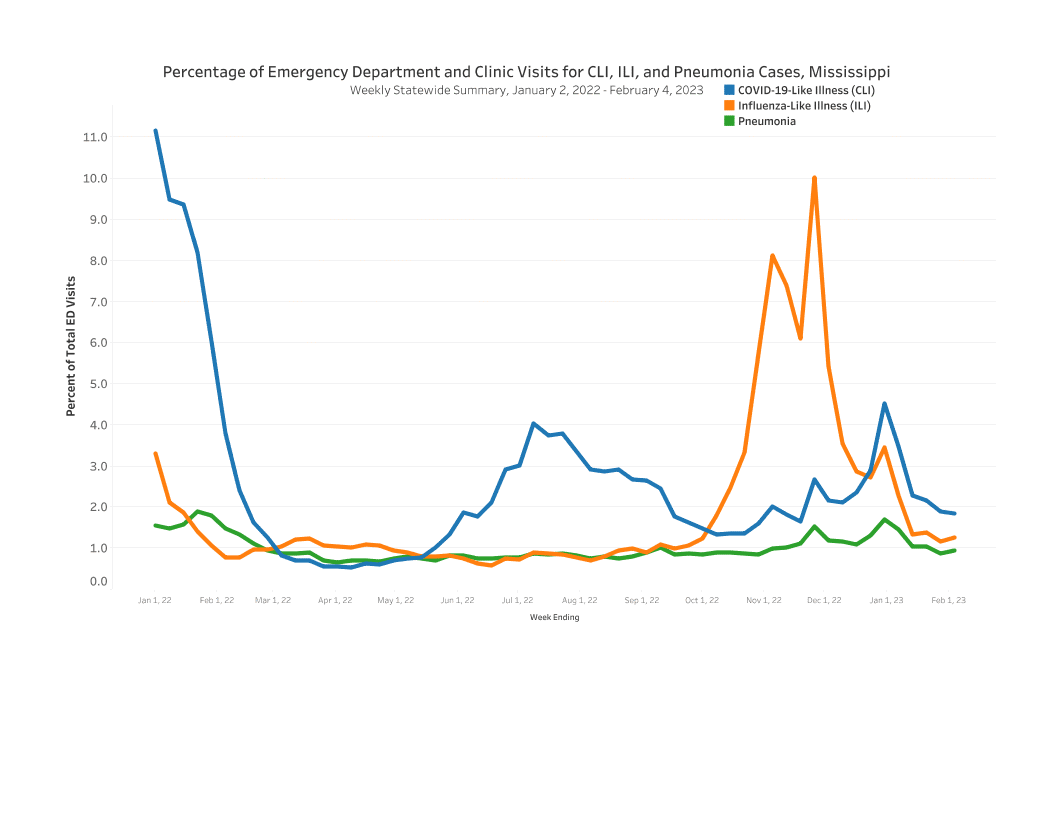 Percentage of Emergency Department and Clinic Visits for CLI, ILI, and Pneumonia Cases, Mississippi
Weekly Statewide Summary, January 2, 2022 - February 4, 2023
COVID-19-Like Illness (CLI)
Influenza-Like Illness (ILI)
Pneumonia
Percent of Total ED Visits
11.0
10.0
9.0
8.0
7.0
6.0
5.0
4.0
3.0
2.0
1.0
0.0
Jan 1, 22 Feb 1, 22 Mar 1, 22 Apr 1, 22 May 1, 22 Jun 1, 22 Jul 1, 22 Aug 1, 22 Sep 1, 22 Oct 1, 22 Nov 1, 22 Dec 1, 22 Jan 1, 23 Feb 1, 23
Week Ending